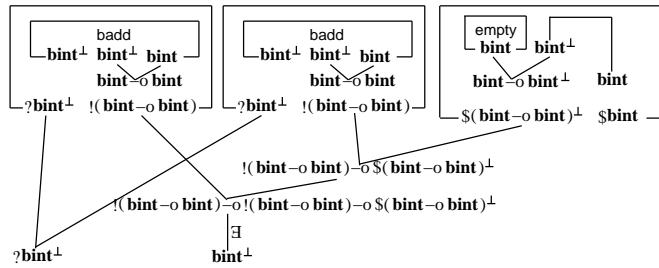 badd badd empty
bint⊥ bint⊥ bint bint⊥ bint⊥ bint bint bint⊥
bint−o bint bint−o bint bint−o bint⊥ bint
?bint⊥ !(bint−o bint) ?bint⊥ !(bint−o bint) $(bint−o bint)⊥ $bint
!(bint−o bint)−o $(bint−o bint)⊥
!(bint−o bint)−o !(bint−o bint)−o $(bint−o bint)⊥
∃
?bint⊥ bint⊥